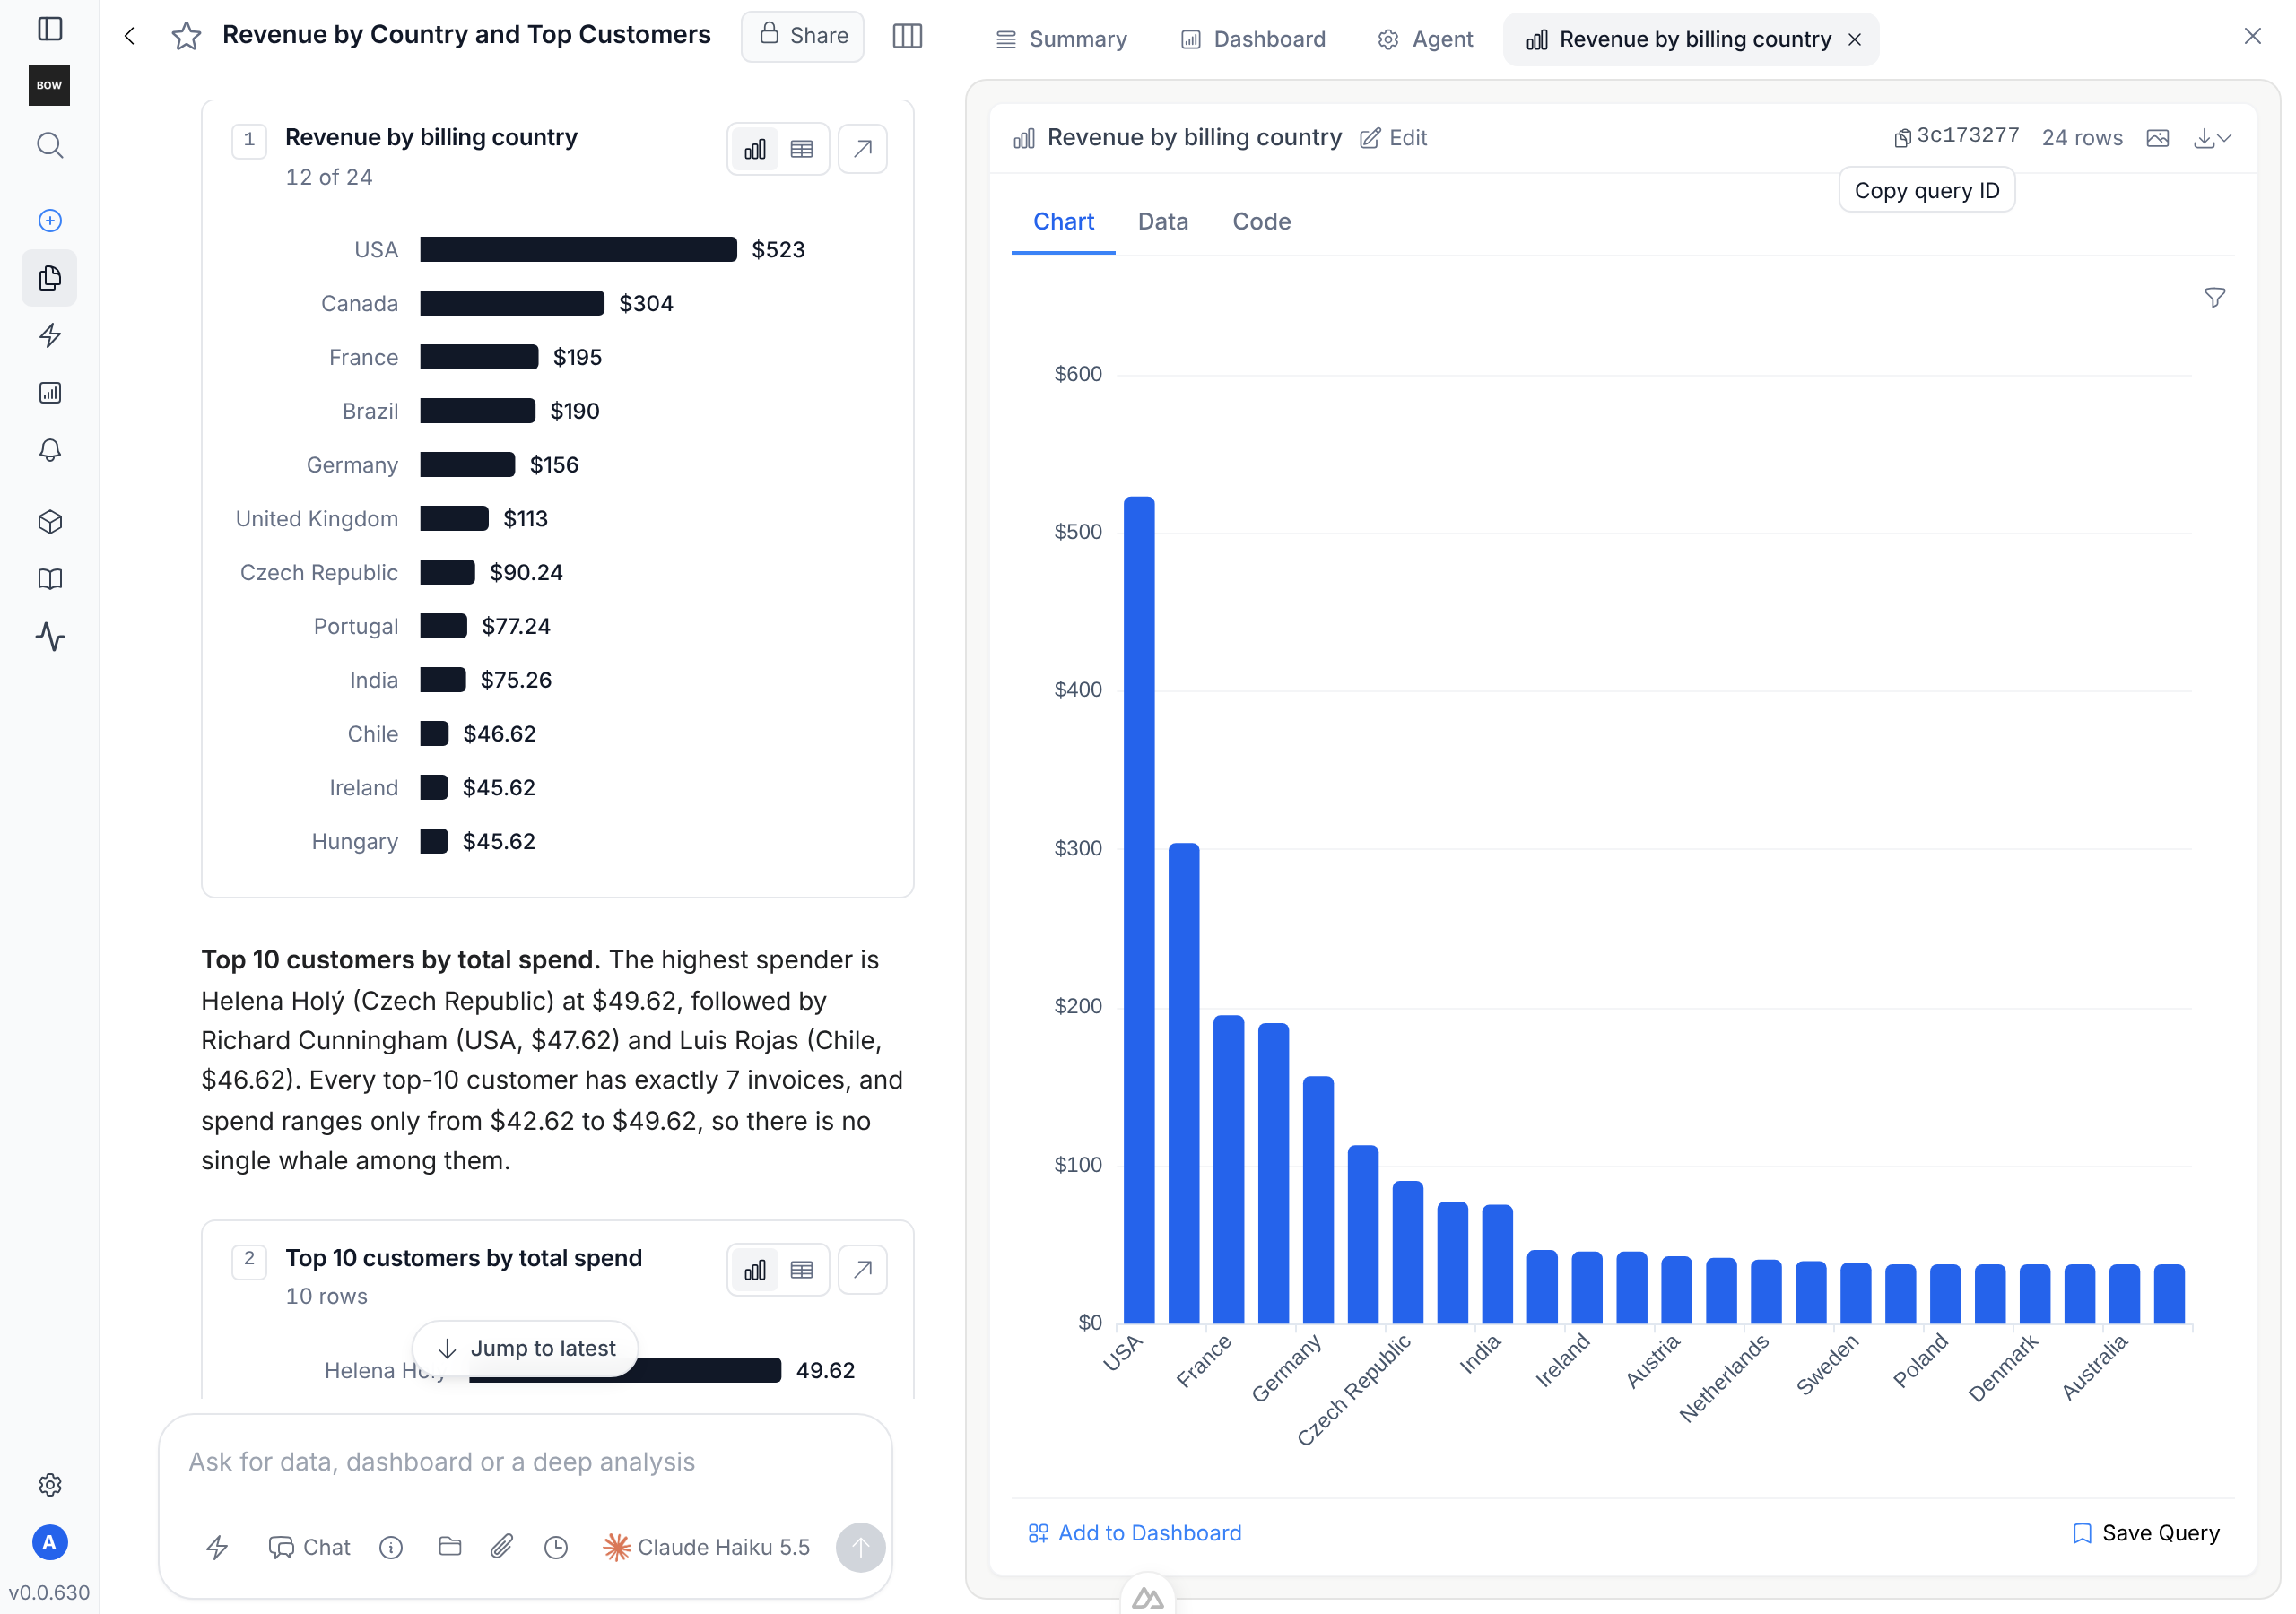 BOW
v0.0.630
A
Revenue by Country and Top Customers
Share
1
Revenue by billing country
12 of 24
USA $523
Canada $304
France $195
Brazil $190
Germany $156
United Kingdom $113
Czech Republic $90.24
Portugal $77.24
India $75.26
Chile $46.62
Ireland $45.62
Hungary $45.62
Top 10 customers by total spend. The highest spender is
Helena Holý (Czech Republic) at $49.62, followed by
Richard Cunningham (USA, $47.62) and Luis Rojas (Chile,
$46.62). Every top-10 customer has exactly 7 invoices, and
spend ranges only from $42.62 to $49.62, so there is no
single whale among them.
2
Top 10 customers by total spend
10 rows
Jump to latest
Helena Holý 49.62
Ask for data, dashboard or a deep analysis
Chat
Claude Haiku 5.5
Summary
Dashboard
Agent
Revenue by billing country
Revenue by billing country
Edit
3c173277
24 rows
Copy query ID
Chart
Data
Code
$600
$500
$400
$300
$200
$100
$0
USA
France
Germany
Czech Republic
India
Ireland
Austria
Netherlands
Sweden
Poland
Denmark
Australia
Add to Dashboard
Save Query